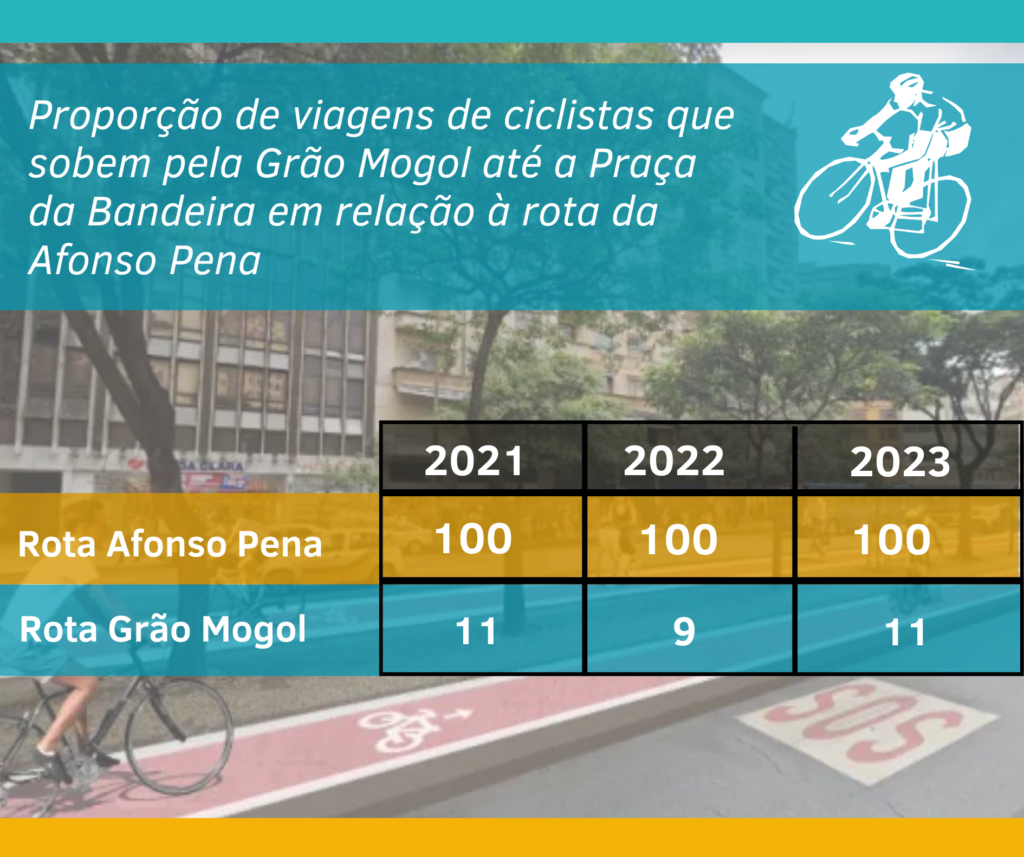 Proporção de viagens de ciclistas que
sobem pela Grão Mogol até a Praça
da Bandeira em relação à rota da
Afonso Pena
2021 2022 2023
Rota Afonso Pena 100 100 100
Rota Grão Mogol 11 9 11
SOS